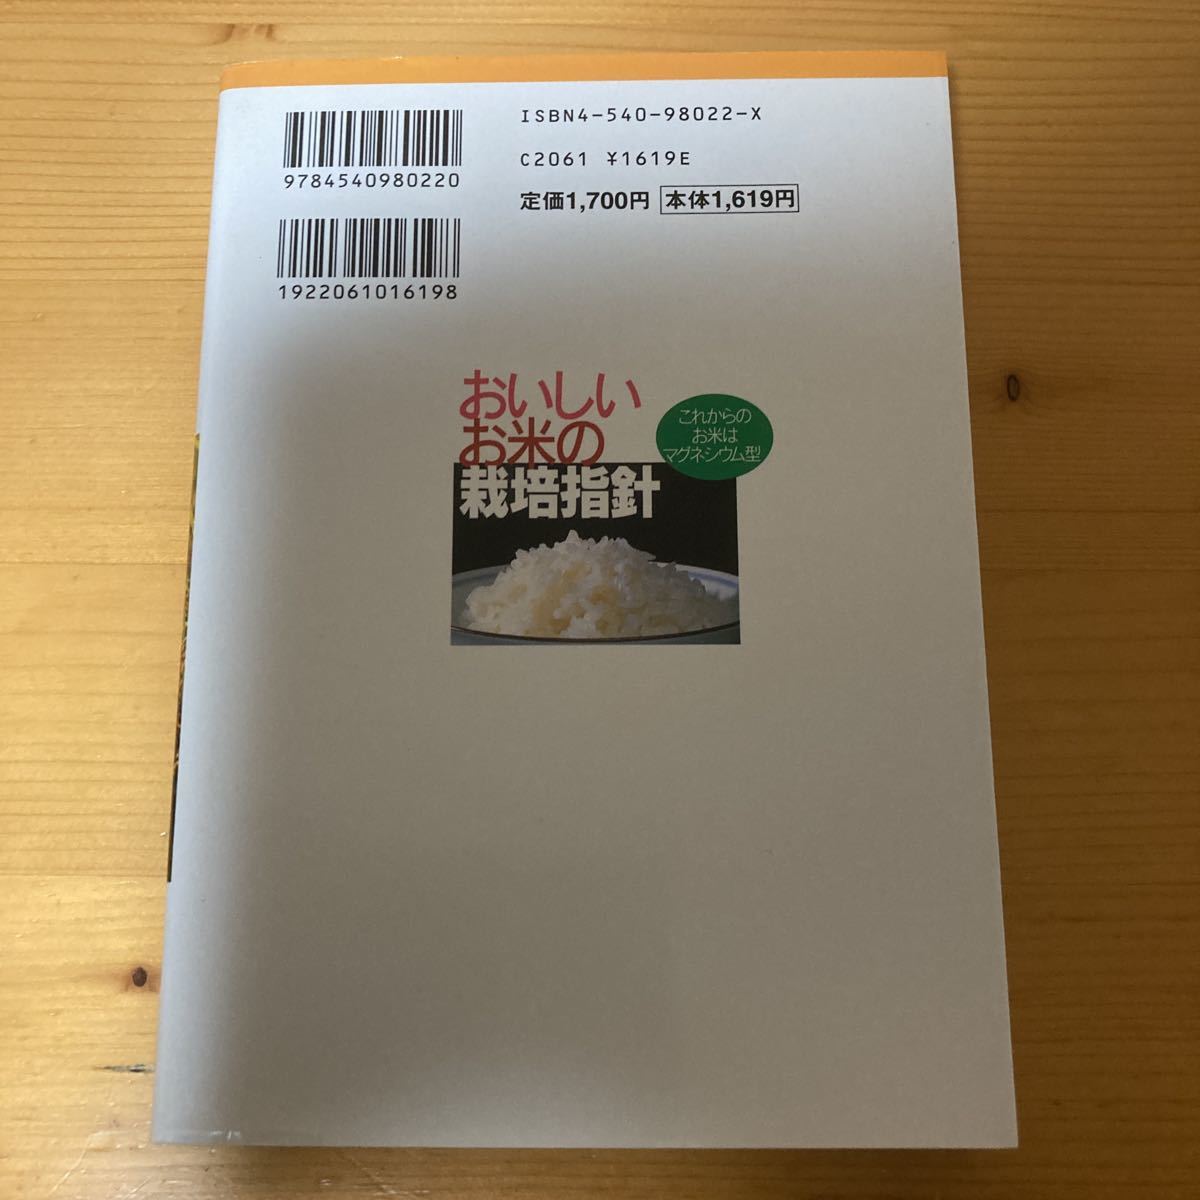 ISBN4-540-98022-X
C2061 ¥1619E
定価1,700円 本体1,619円
9784540980220
1922061016198
おいしい
お米の
栽培指針
これからの
お米は
マグネシウム型